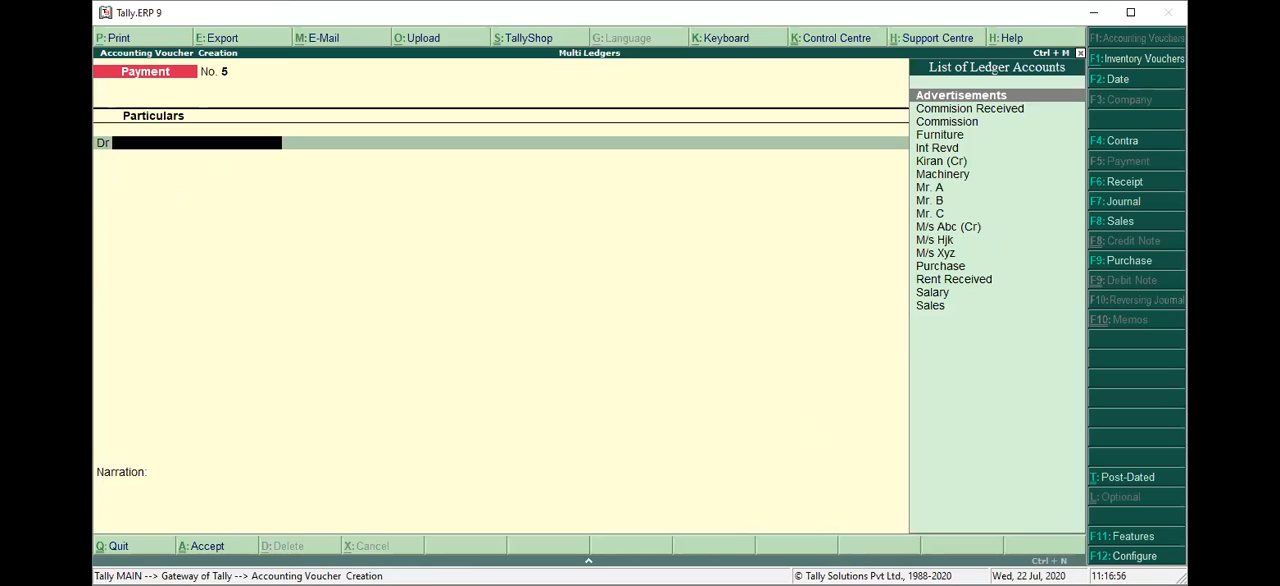 Tally.ERP 9
P: Print E: Export M: E-Mail O: Upload S: TallyShop G: Language K: Keyboard K: Control Centre H: Support Centre H: Help
Accounting Voucher Creation Multi Ledgers Ctrl + M
Payment No. 5
Particulars
Dr
Narration:
List of Ledger Accounts
Advertisements
Commision Received
Commission
Furniture
Int Revd
Kiran (Cr)
Machinery
Mr. A
Mr. B
Mr. C
M/s Abc (Cr)
M/s Hjk
M/s Xyz
Purchase
Rent Received
Salary
Sales
F1: Accounting Vouchers
F1: Inventory Vouchers
F2: Date
F3: Company
F4: Contra
F5: Payment
F6: Receipt
F7: Journal
F8: Sales
F8: Credit Note
F9: Purchase
F9: Debit Note
F10: Reversing Journal
F10: Memos
T: Post-Dated
L: Optional
F11: Features
F12: Configure
Q: Quit A: Accept D: Delete X: Cancel
Ctrl + N
Tally MAIN --> Gateway of Tally --> Accounting Voucher Creation © Tally Solutions Pvt Ltd., 1988-2020 Wed, 22 Jul, 2020 11:16:56